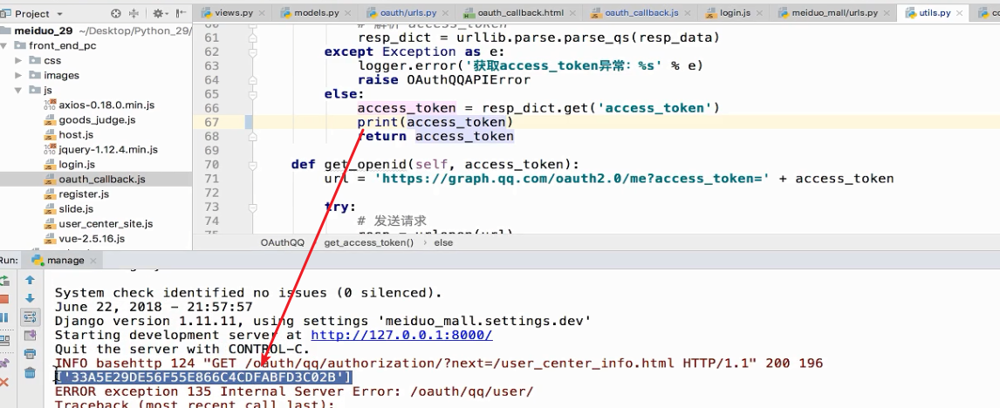 Project
views.py
models.py
oauth/urls.py
oauth_callback.html
oauth_callback.js
login.js
meiduo_mall/urls.py
utils.py
co
meiduo_29 ~/Desktop/Python_29/
front_end_pc
css
images
js
axios-0.18.0.min.js
goods_judge.js
host.js
jquery-1.12.4.min.js
login.js
oauth_callback.js
register.js
slide.js
user_center_site.js
vue-2.5.16.js
60 # 解析 access_token
61 resp_dict = urllib.parse.parse_qs(resp_data)
62 except Exception as e:
63 logger.error('获取access_token异常：%s' % e)
64 raise OAuthQQAPIError
65 else:
66 access_token = resp_dict.get('access_token')
67 print(access_token)
68 return access_token
69
70 def get_openid(self, access_token):
71 url = 'https://graph.qq.com/oauth2.0/me?access_token=' + access_token
72
73 try:
74 # 发送请求
75 resp = urlopen(url)
OAuthQQ get_access_token() else
Run: manage
System check identified no issues (0 silenced).
June 22, 2018 - 21:57:57
Django version 1.11.11, using settings 'meiduo_mall.settings.dev'
Starting development server at http://127.0.0.1:8000/
Quit the server with CONTROL-C.
INFO basehttp 124 "GET /oauth/qq/authorization/?next=/user_center_info.html HTTP/1.1" 200 196
['33A5E29DE56F55E866C4CDFABFD3C02B']
ERROR exception 135 Internal Server Error: /oauth/qq/user/
Traceback (most recent call last):